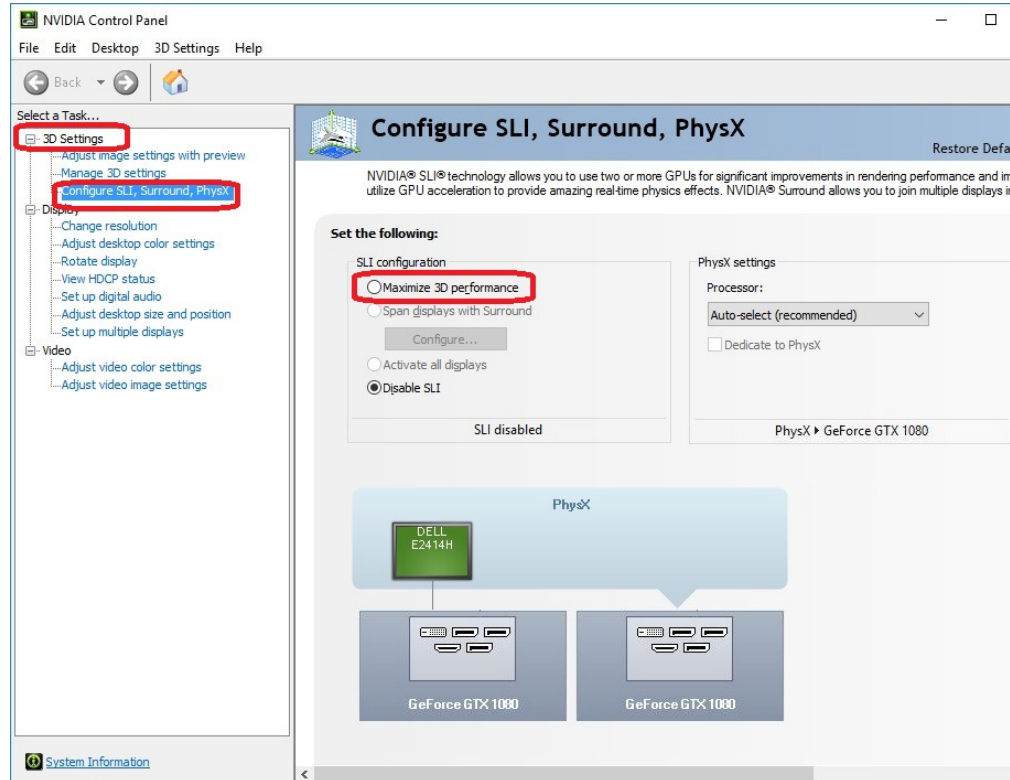 NVIDIA Control Panel
File Edit Desktop 3D Settings Help
Back
Select a Task...
3D Settings
Adjust image settings with preview
Manage 3D settings
Configure SLI, Surround, PhysX
Display
Change resolution
Adjust desktop color settings
Rotate display
View HDCP status
Set up digital audio
Adjust desktop size and position
Set up multiple displays
Video
Adjust video color settings
Adjust video image settings
System Information
Configure SLI, Surround, PhysX
Restore Defa
NVIDIA® SLI® technology allows you to use two or more GPUs for significant improvements in rendering performance and im
utilize GPU acceleration to provide amazing real-time physics effects. NVIDIA® Surround allows you to join multiple displays i
Set the following:
SLI configuration
Maximize 3D performance
Span displays with Surround
Configure...
Activate all displays
Disable SLI
SLI disabled
PhysX settings
Processor:
Auto-select (recommended)
Dedicate to PhysX
PhysX ▸ GeForce GTX 1080
PhysX
DELL
E2414H
GeForce GTX 1080
GeForce GTX 1080